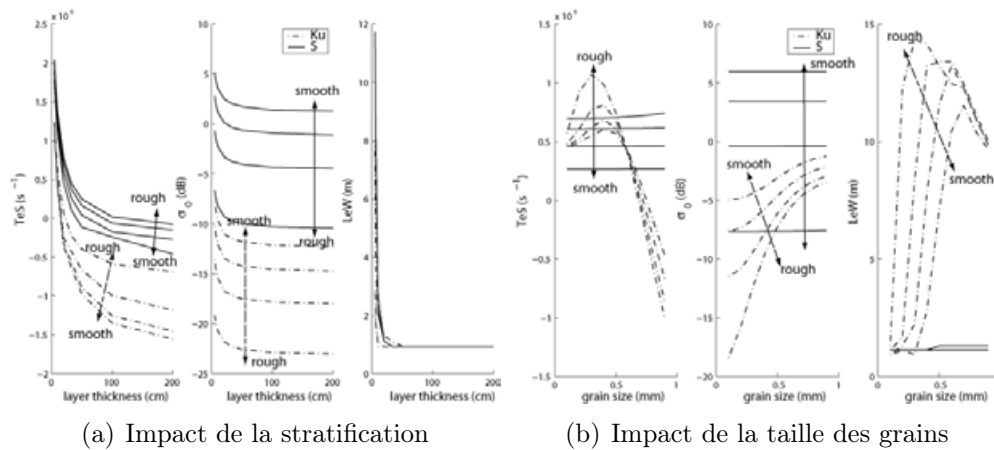 x 10⁻⁶
2.5
2
1.5
1
0.5
0
-0.5
-1
-1.5
-2
0 100 200
TeS (s⁻¹)
layer thickness (cm)
rough
smooth
rough
smooth
20
15
10
5
0
-5
-10
-15
-20
-25
0 100 200
σ₀ (dB)
layer thickness (cm)
Ku
S
smooth
rough
smooth
rough
12
10
8
6
4
2
0
0 100 200
LeW (m)
layer thickness (cm)
(a) Impact de la stratification
x 10⁻⁶
1.5
1
0.5
0
-0.5
-1
-1.5
0 0.5 1
TeS (s⁻¹)
grain size (mm)
rough
smooth
10
5
0
-5
-10
-15
-20
0 0.5 1
σ₀ (dB)
grain size (mm)
Ku
S
smooth
smooth
rough
15
10
5
0
0 0.5
LeW (m)
grain size (mm)
rough
smooth
(b) Impact de la taille des grains